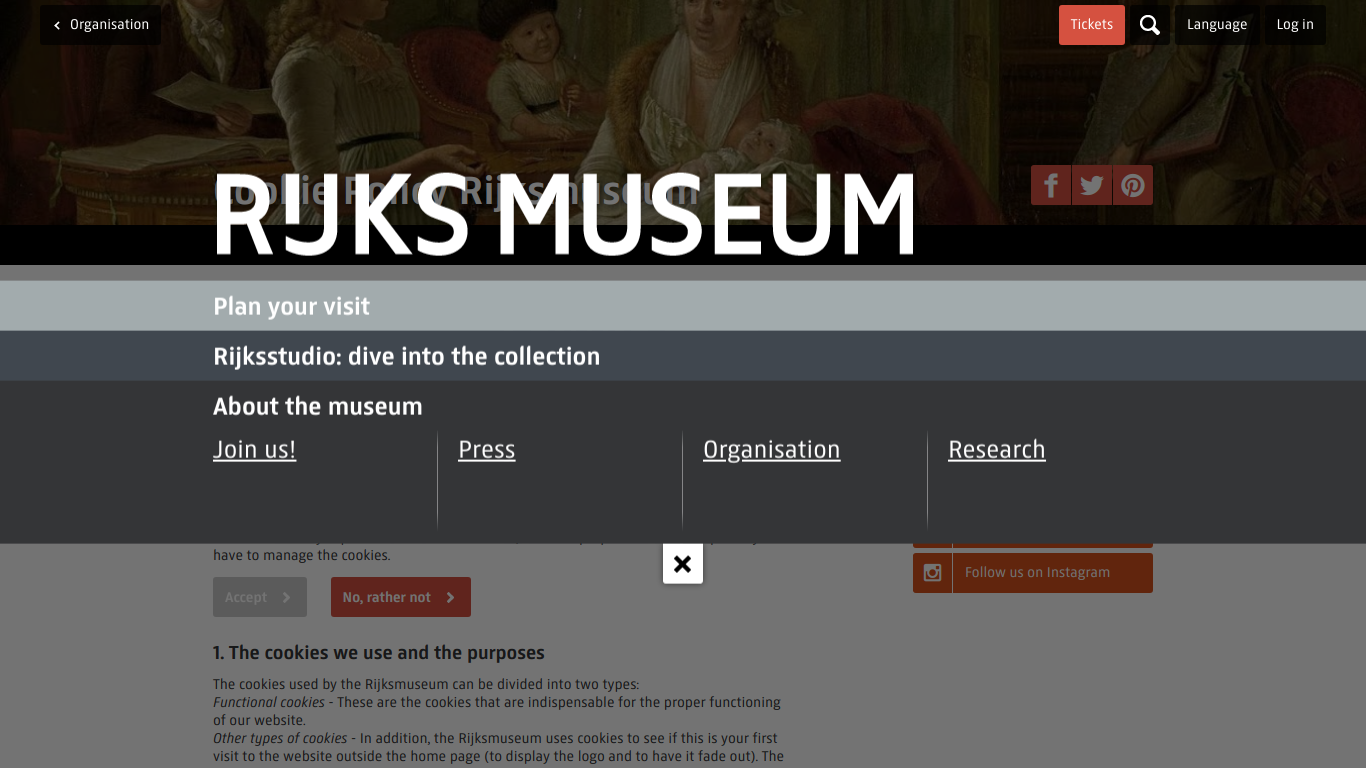 Organisation
Tickets
Language
Log in
Cookie Policy Rijksmuseum
RIJKS MUSEUM
Plan your visit
Rijksstudio: dive into the collection
About the museum
Join us!
Press
Organisation
Research
have to manage the cookies.
Accept
No, rather not
Follow us on Instagram
1. The cookies we use and the purposes
The cookies used by the Rijksmuseum can be divided into two types:
Functional cookies - These are the cookies that are indispensable for the proper functioning
of our website.
Other types of cookies - In addition, the Rijksmuseum uses cookies to see if this is your first
visit to the website outside the home page (to display the logo and to have it fade out). The